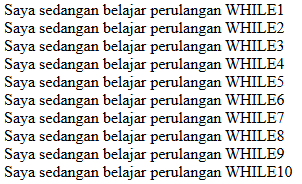 Saya sedangan belajar perulangan WHILE1
Saya sedangan belajar perulangan WHILE2
Saya sedangan belajar perulangan WHILE3
Saya sedangan belajar perulangan WHILE4
Saya sedangan belajar perulangan WHILE5
Saya sedangan belajar perulangan WHILE6
Saya sedangan belajar perulangan WHILE7
Saya sedangan belajar perulangan WHILE8
Saya sedangan belajar perulangan WHILE9
Saya sedangan belajar perulangan WHILE10